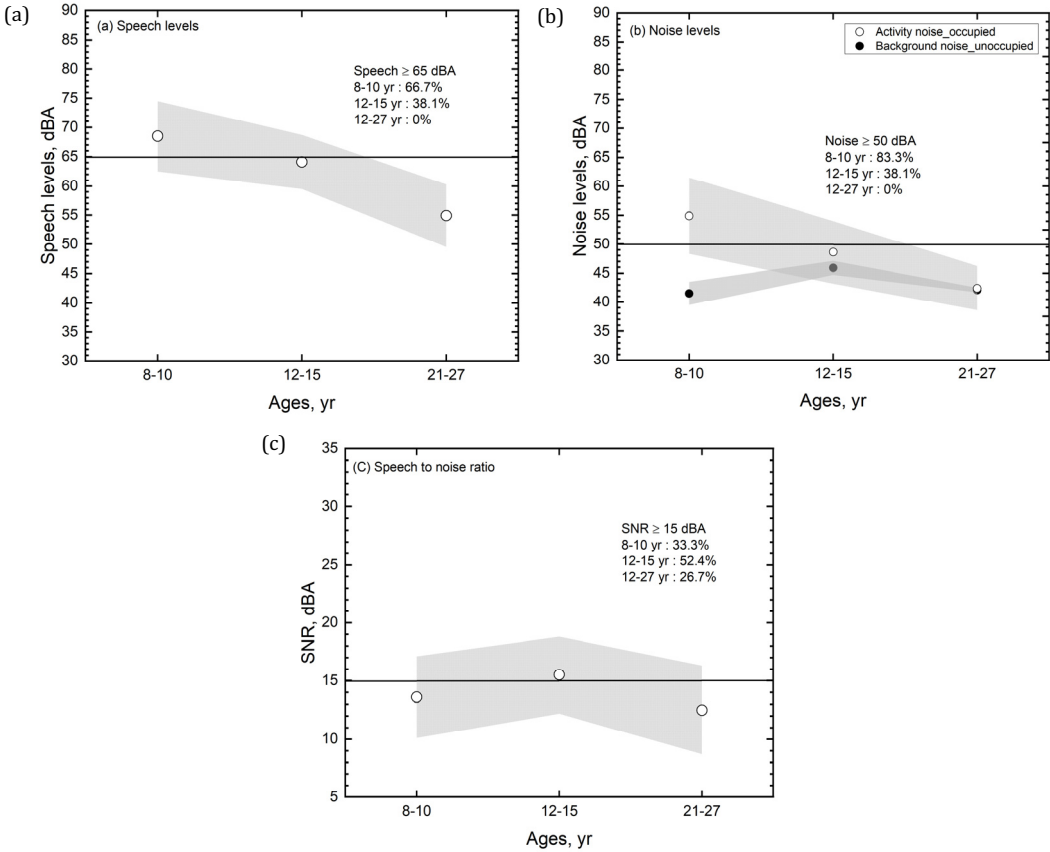 (a)
(a) Speech levels
Speech ≥ 65 dBA
8-10 yr : 66.7%
12-15 yr : 38.1%
12-27 yr : 0%
90
85
80
75
70
65
60
55
50
45
40
35
30
Speech levels, dBA
8-10
12-15
21-27
Ages, yr
(b)
(b) Noise levels
Activity noise_occupied
Background noise_unoccupied
Noise ≥ 50 dBA
8-10 yr : 83.3%
12-15 yr : 38.1%
12-27 yr : 0%
90
85
80
75
70
65
60
55
50
45
40
35
30
Noise levels, dBA
8-10
12-15
21-27
Ages, yr
(c)
(C) Speech to noise ratio
SNR ≥ 15 dBA
8-10 yr : 33.3%
12-15 yr : 52.4%
12-27 yr : 26.7%
35
30
25
20
15
10
5
SNR, dBA
8-10
12-15
21-27
Ages, yr